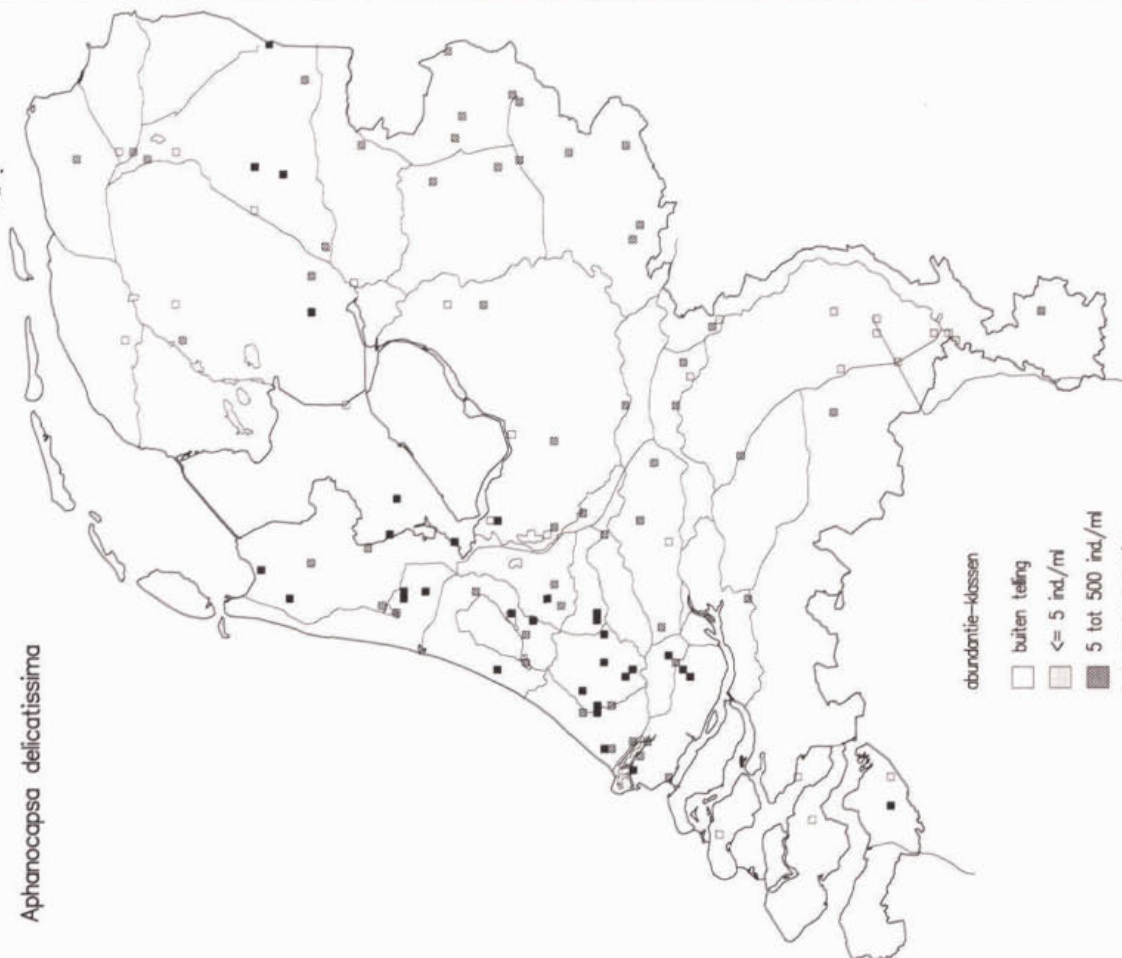 Aphanocapsa delicatissima
abundantie-klassen
buiten telling
<= 5 ind./ml
5 tot 500 ind/ml